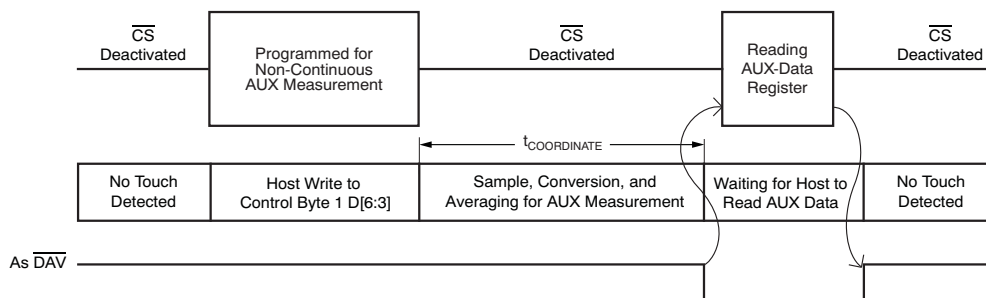 CS
Deactivated
Programmed for
Non-Continuous
AUX Measurement
CS
Deactivated
Reading
AUX-Data
Register
CS
Deactivated
tCOORDINATE
No Touch
Detected
Host Write to
Control Byte 1 D[6:3]
Sample, Conversion, and
Averaging for AUX Measurement
Waiting for Host to
Read AUX Data
No Touch
Detected
As DAV